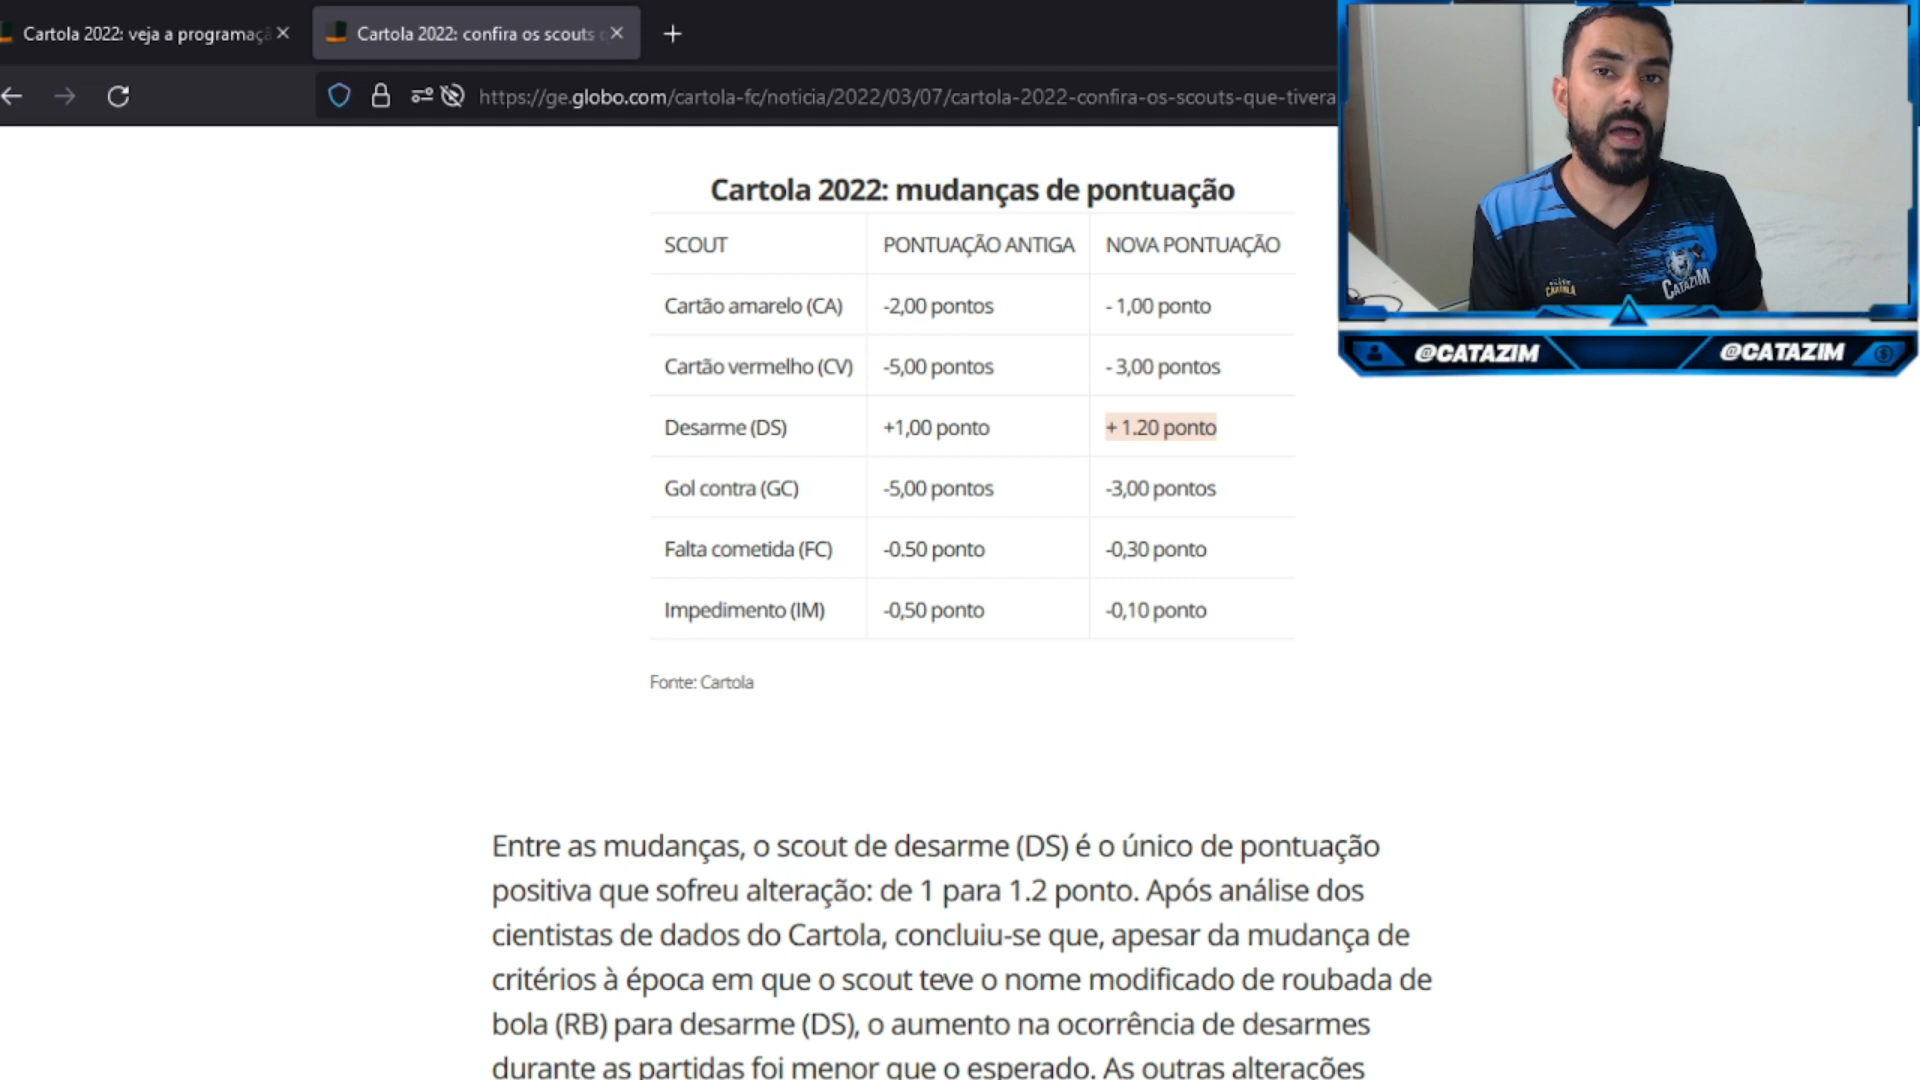 Cartola 2022: veja a programaçã
Cartola 2022: confira os scouts
https://ge.globo.com/cartola-fc/noticia/2022/03/07/cartola-2022-confira-os-scouts-que-tivera
Cartola 2022: mudanças de pontuação
SCOUT PONTUAÇÃO ANTIGA NOVA PONTUAÇÃO
Cartão amarelo (CA) -2,00 pontos - 1,00 ponto
Cartão vermelho (CV) -5,00 pontos - 3,00 pontos
Desarme (DS) +1,00 ponto + 1.20 ponto
Gol contra (GC) -5,00 pontos -3,00 pontos
Falta cometida (FC) -0.50 ponto -0,30 ponto
Impedimento (IM) -0,50 ponto -0,10 ponto
Fonte: Cartola
Entre as mudanças, o scout de desarme (DS) é o único de pontuação
positiva que sofreu alteração: de 1 para 1.2 ponto. Após análise dos
cientistas de dados do Cartola, concluiu-se que, apesar da mudança de
critérios à época em que o scout teve o nome modificado de roubada de
bola (RB) para desarme (DS), o aumento na ocorrência de desarmes
durante as partidas foi menor que o esperado. As outras alterações
CARTOLA
CATAZIM
@CATAZIM @CATAZIM